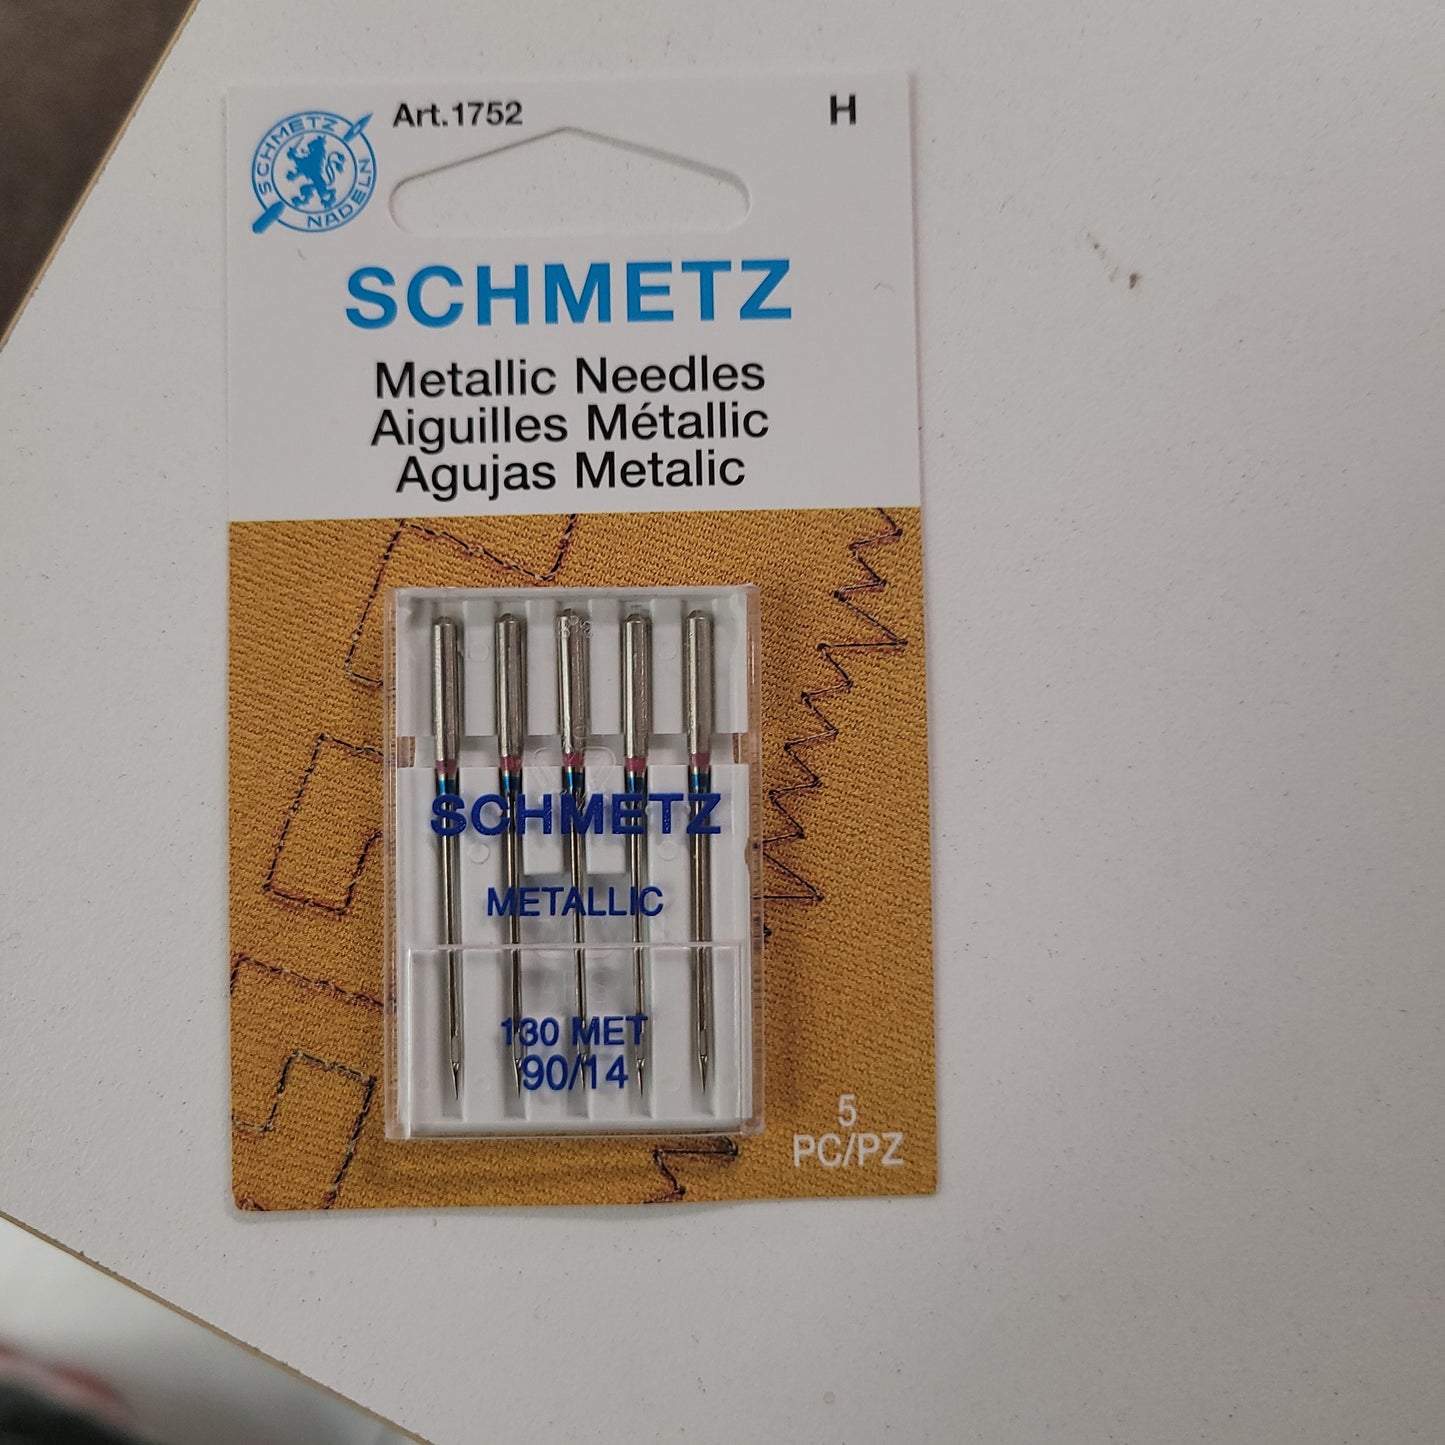 Art.1752
H
SCHMETZ
NADELN
SCHMETZ
Metallic Needles
Aiguilles Métallic
Agujas Metalic
SCHMETZ
METALLIC
130 MET
90/14
5
PC/PZ